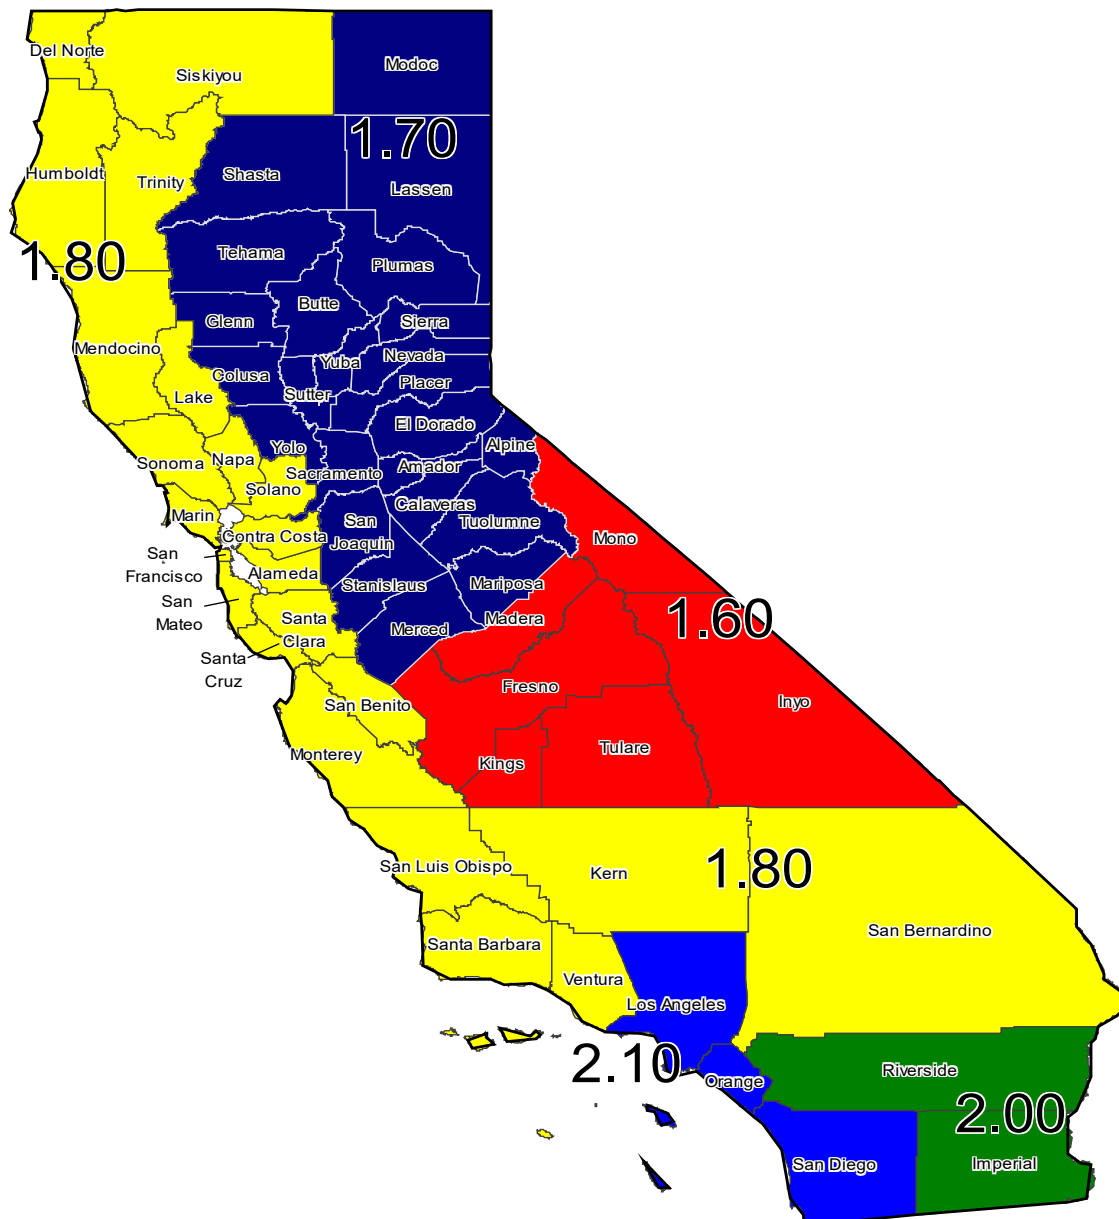 Del Norte
Siskiyou
Modoc
1.70
Shasta
Lassen
Humboldt
Trinity
1.80
Tehama
Plumas
Butte
Glenn
Sierra
Mendocino
Yuba
Nevada
Colusa
Placer
Sutter
Lake
El Dorado
Yolo
Alpine
Sonoma
Napa
Sacramento
Amador
Solano
Calaveras
Marin
San
Joaquin
Tuolumne
Contra Costa
Mono
San
Francisco
Alameda
Stanislaus
Mariposa
San
Mateo
Santa
Clara
Merced
Madera
1.60
Santa
Cruz
Fresno
San Benito
Inyo
Monterey
Kings
Tulare
San Luis Obispo
Kern
1.80
San Bernardino
Santa Barbara
Ventura
Los Angeles
2.10
Orange
Riverside
2.00
San Diego
Imperial